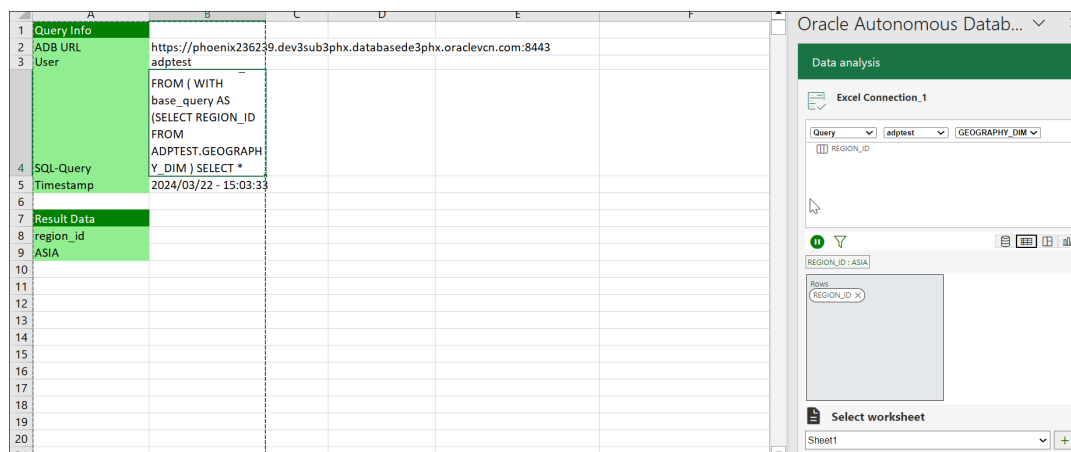 A B C D E F
1 Query Info
2 ADB URL https://phoenix236239.dev3sub3phx.databasede3phx.oraclevcn.com:8443
3 User adptest
FROM ( WITH
base_query AS
(SELECT REGION_ID
FROM
ADPTEST.GEOGRAPH
4 SQL-Query Y_DIM ) SELECT *
5 Timestamp 2024/03/22 - 15:03:33
6
7 Result Data
8 region_id
9 ASIA
10
11
12
13
14
15
16
17
18
19
20
Oracle Autonomous Datab...
Data analysis
Excel Connection_1
Query adptest GEOGRAPHY_DIM
REGION_ID
REGION_ID : ASIA
Rows
REGION_ID
Select worksheet
Sheet1